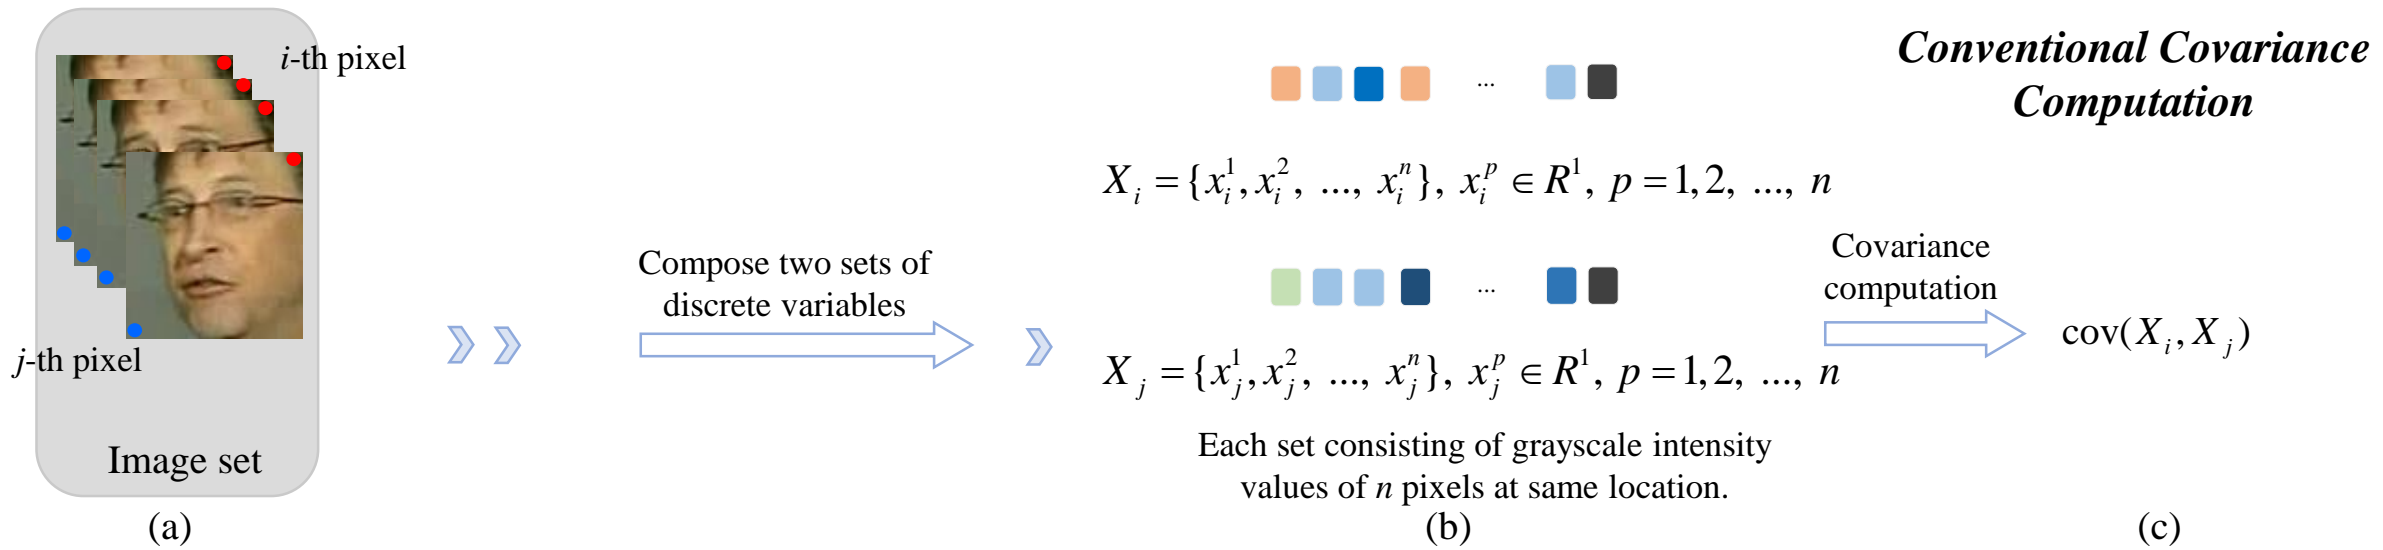 i-th pixel
j-th pixel
Image set
(a)
Compose two sets of
discrete variables
...
X_i = {x_i^1, x_i^2, ..., x_i^n}, x_i^p ∈ R^1, p = 1, 2, ..., n
...
X_j = {x_j^1, x_j^2, ..., x_j^n}, x_j^p ∈ R^1, p = 1, 2, ..., n
Each set consisting of grayscale intensity
values of n pixels at same location.
(b)
Conventional Covariance
Computation
Covariance
computation
cov(X_i, X_j)
(c)